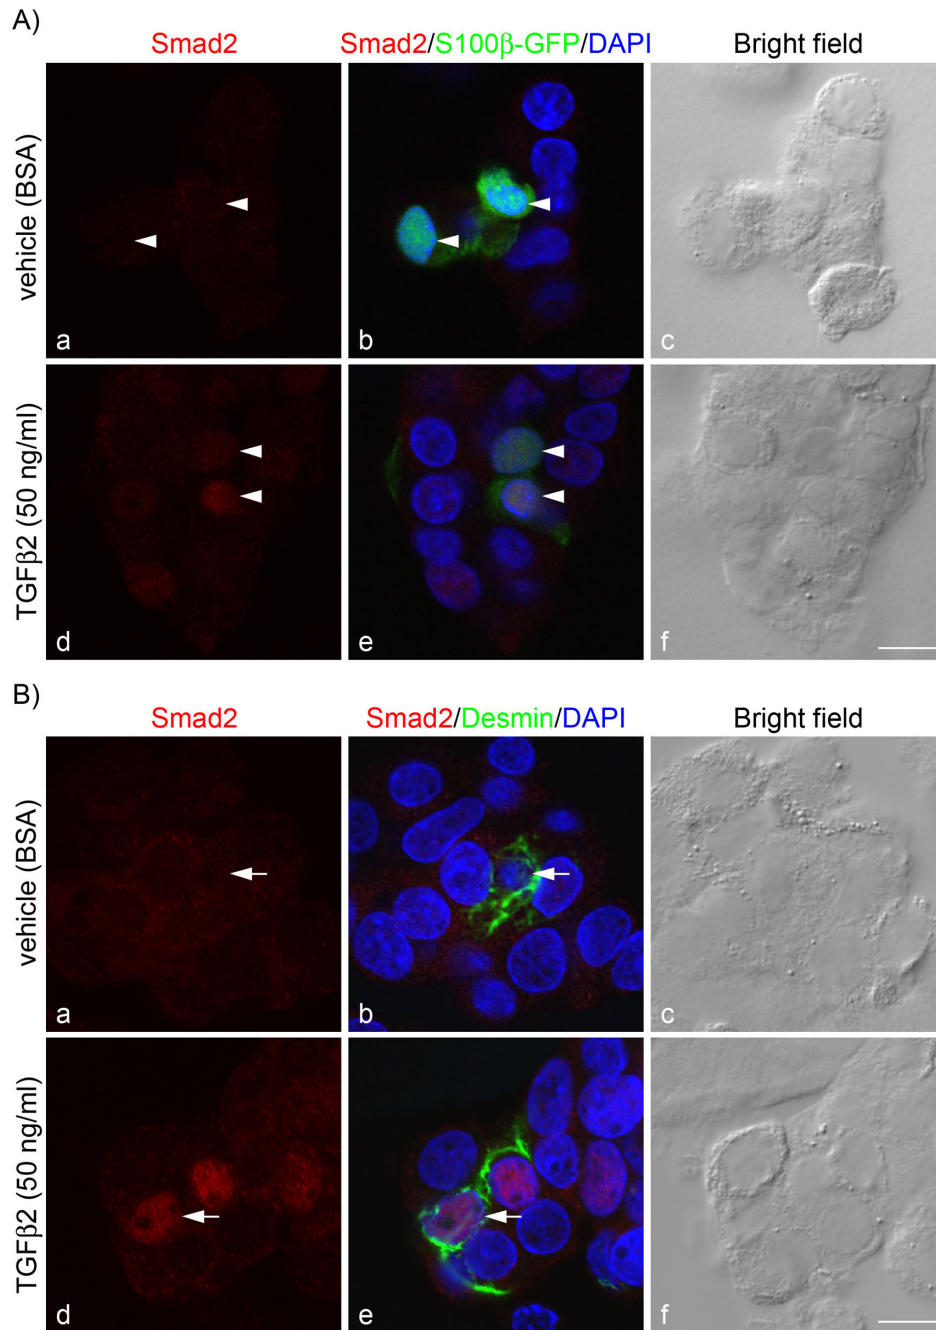 A)
Smad2
Smad2/S100β-GFP/DAPI
Bright field
vehicle (BSA)
a
b
c
TGFβ2 (50 ng/ml)
d
e
f
B)
Smad2
Smad2/Desmin/DAPI
Bright field
vehicle (BSA)
a
b
c
TGFβ2 (50 ng/ml)
d
e
f